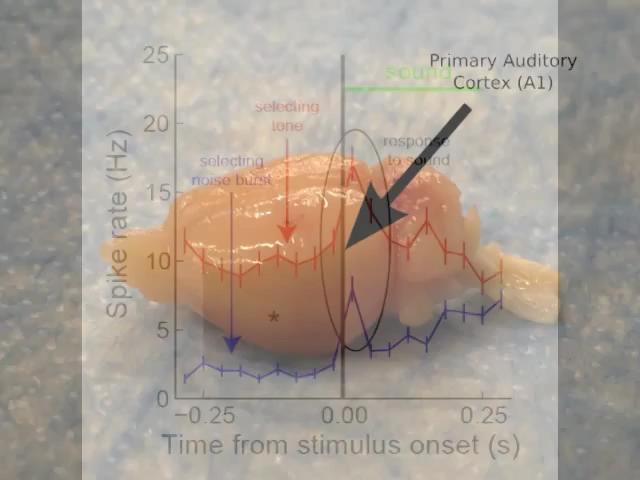 Primary Auditory
Cortex (A1)
sound
selecting
tone
response
to sound
selecting
noise burst
Spike rate (Hz)
25
20
15
10
5
0
*
−0.25
0.00
0.25
Time from stimulus onset (s)